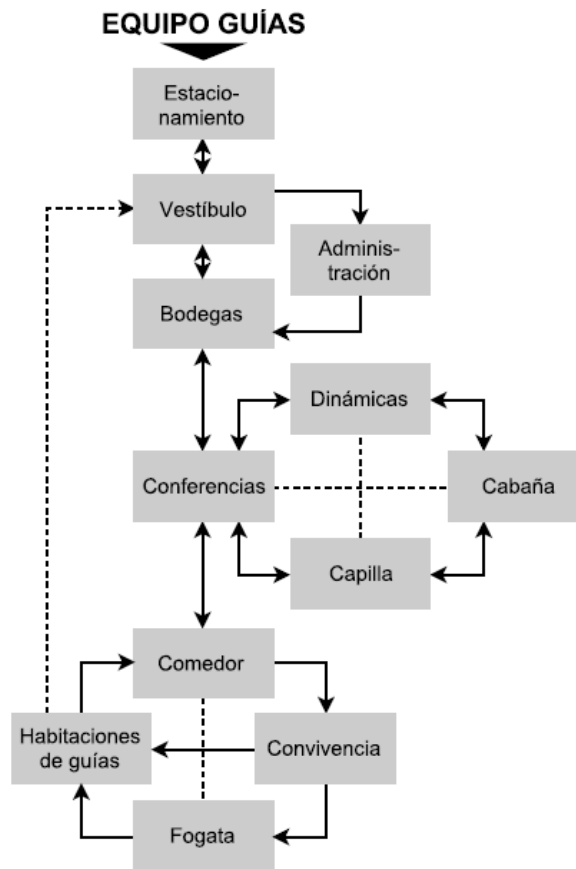 EQUIPO GUÍAS
Estacio-
namiento
Vestíbulo
Adminis-
tración
Bodegas
Dinámicas
Conferencias
Cabaña
Capilla
Comedor
Habitaciones
de guías
Convivencia
Fogata